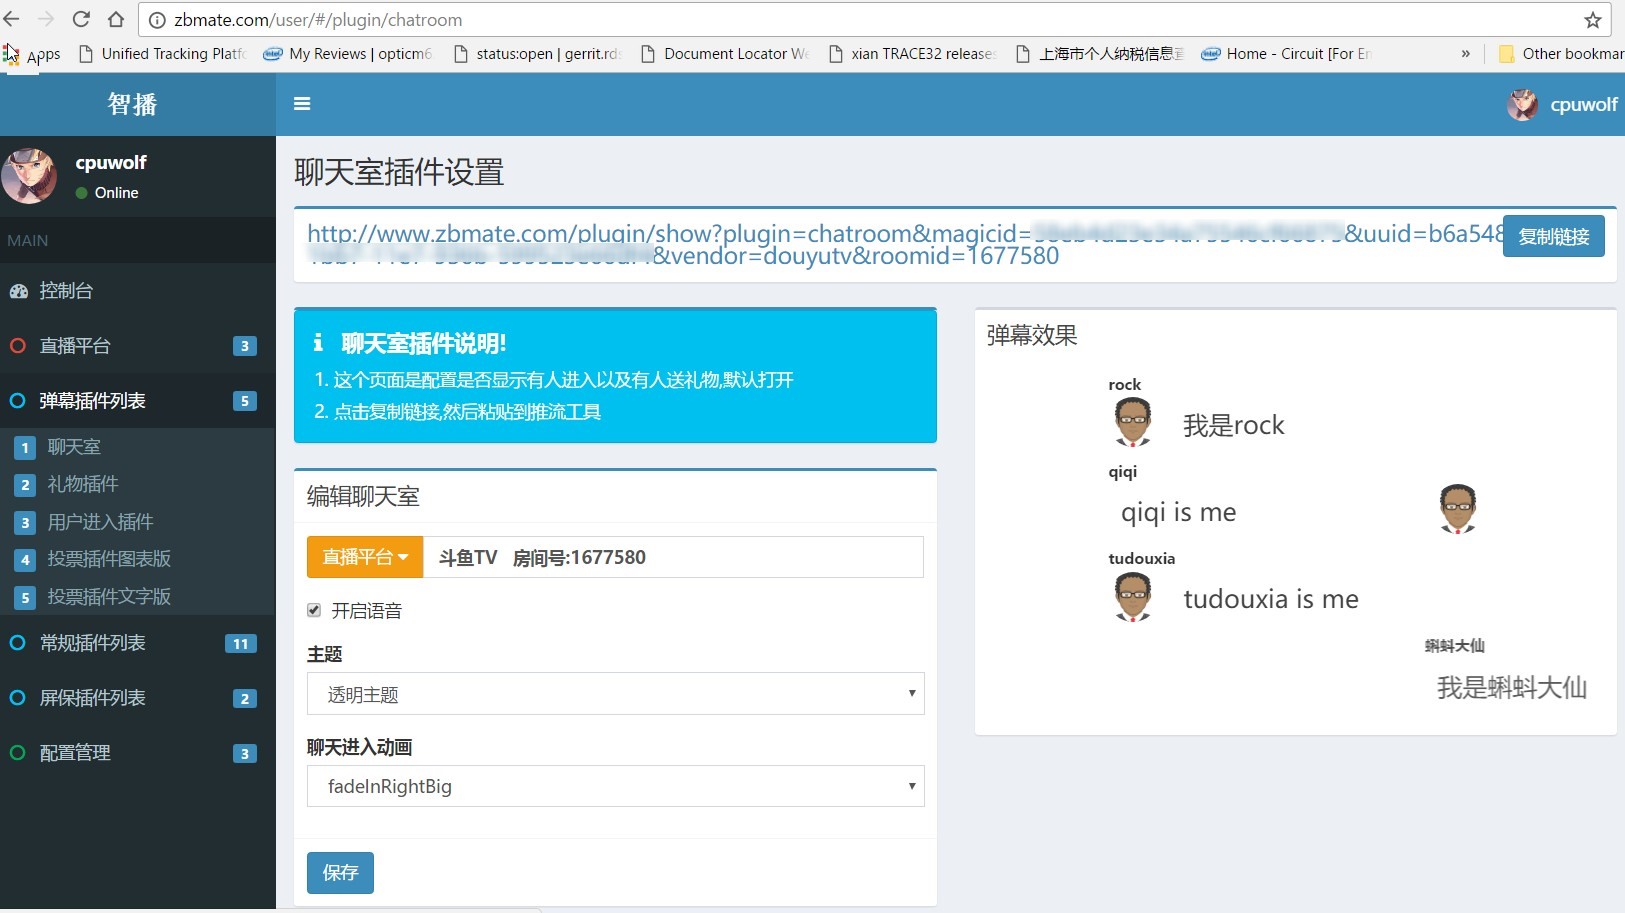 zbmate.com/user/#/plugin/chatroom
Apps
Unified Tracking Platf
My Reviews | opticm6
status:open | gerrit.rds
Document Locator We
xian TRACE32 releases
上海市个人纳税信息查
Home - Circuit [For En
»
Other bookmar
智播
cpuwolf
cpuwolf
Online
MAIN
控制台
直播平台 3
弹幕插件列表 5
1 聊天室
2 礼物插件
3 用户进入插件
4 投票插件图表版
5 投票插件文字版
常规插件列表 11
屏保插件列表 2
配置管理 3
聊天室插件设置
http://www.zbmate.com/plugin/show?plugin=chatroom&magicid= &uuid=b6a548
&vendor=douyutv&roomid=1677580
复制链接
聊天室插件说明!
1. 这个页面是配置是否显示有人进入以及有人送礼物,默认打开
2. 点击复制链接,然后粘贴到推流工具
编辑聊天室
直播平台 斗鱼TV 房间号:1677580
开启语音
主题
透明主题
聊天进入动画
fadeInRightBig
保存
弹幕效果
rock
我是rock
qiqi
qiqi is me
tudouxia
tudouxia is me
蝌蚪大仙
我是蝌蚪大仙